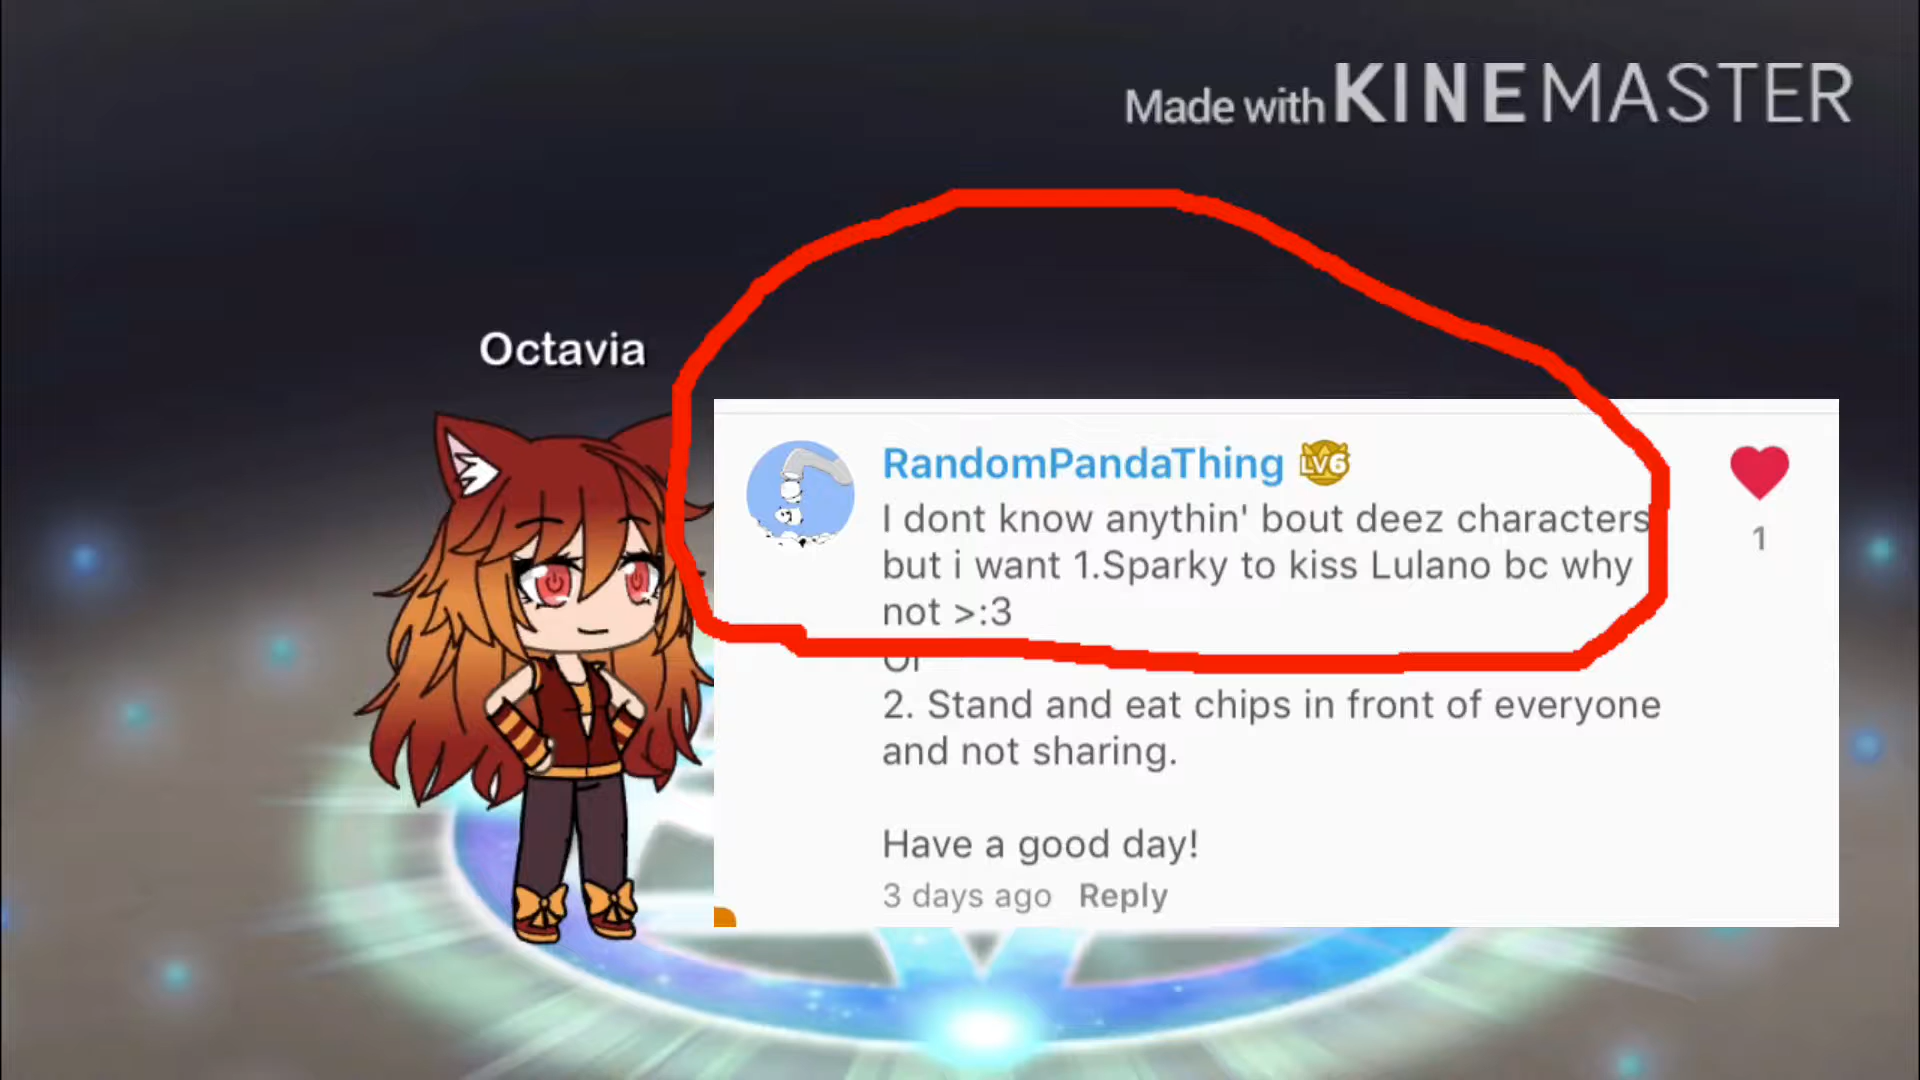 Made with KINEMASTER
Octavia
RandomPandaThing LV6
I dont know anythin' bout deez characters
but i want 1.Sparky to kiss Lulano bc why
not >:3
1
Or
2. Stand and eat chips in front of everyone
and not sharing.
Have a good day!
3 days ago Reply